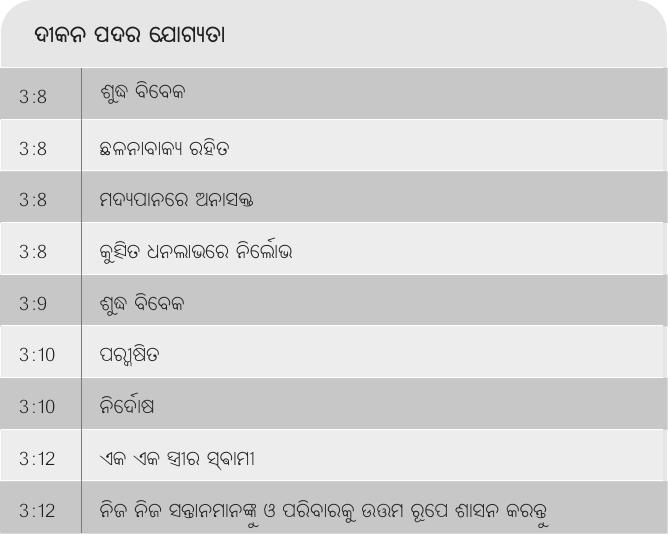 ଦୀକନ ପଦର ଯୋଗ୍ୟତା
3:8 ଶୁଦ୍ଧ ବିବେକ
3:8 ଛଳନାବାକ୍ୟ ରହିତ
3:8 ମଦ୍ୟପାନରେ ଅନାସକ୍ତ
3:8 କୁତ୍ସିତ ଧନଲାଭରେ ନିର୍ଲୋଭ
3:9 ଶୁଦ୍ଧ ବିବେକ
3:10 ପରୀକ୍ଷିତ
3:10 ନିର୍ଦୋଷ
3:12 ଏକ ଏକ ସ୍ତ୍ରୀର ସ୍ଵାମୀ
3:12 ନିଜ ନିଜ ସନ୍ତାନମାନଙ୍କୁ ଓ ପରିବାରକୁ ଉତ୍ତମ ରୂପେ ଶାସନ କରନ୍ତୁ